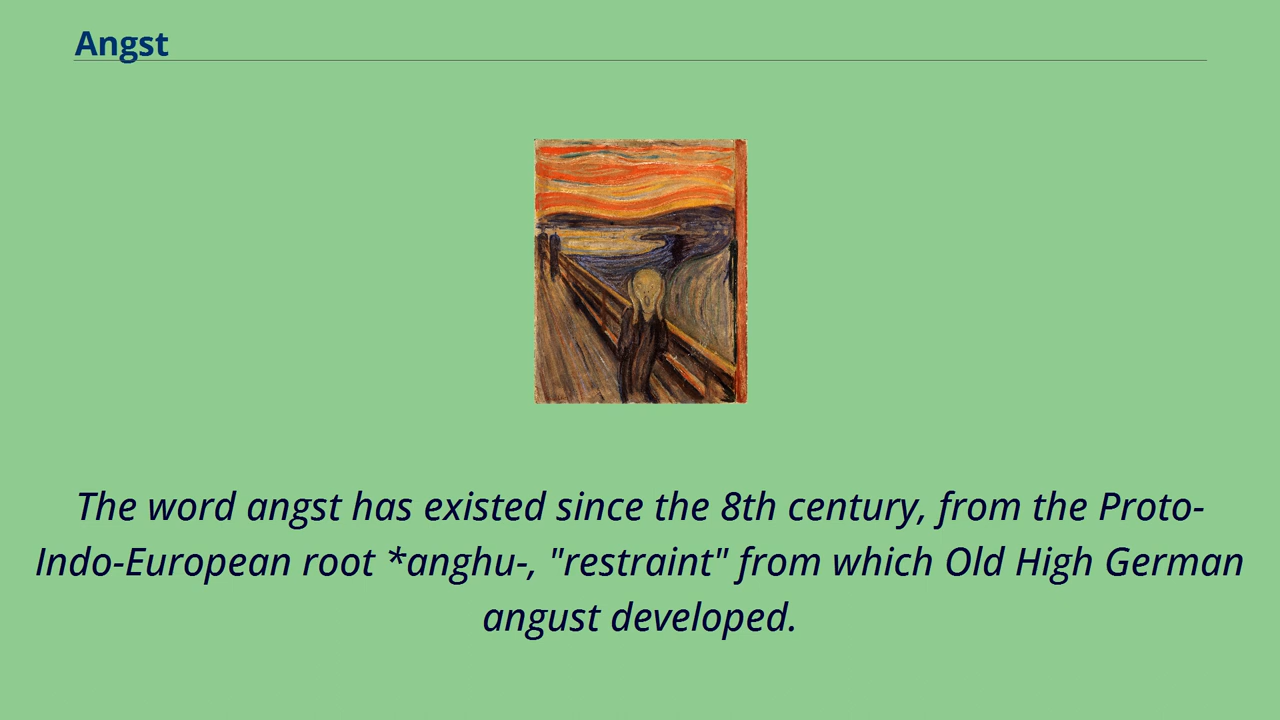 Angst
The word angst has existed since the 8th century, from the Proto-
Indo-European root *anghu-, "restraint" from which Old High German
angust developed.